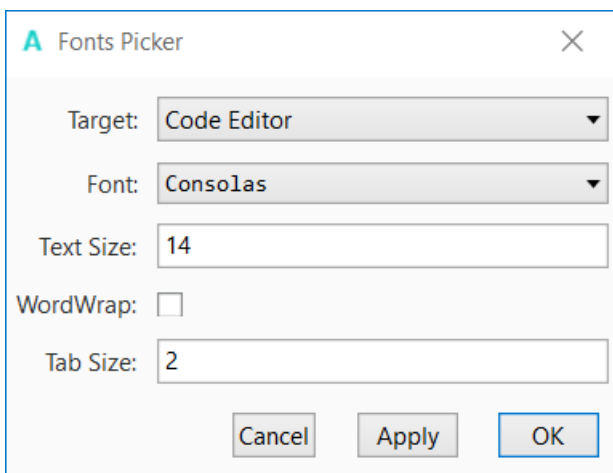 A Fonts Picker
Target: Code Editor
Font: Consolas
Text Size: 14
WordWrap:
Tab Size: 2
Cancel Apply OK